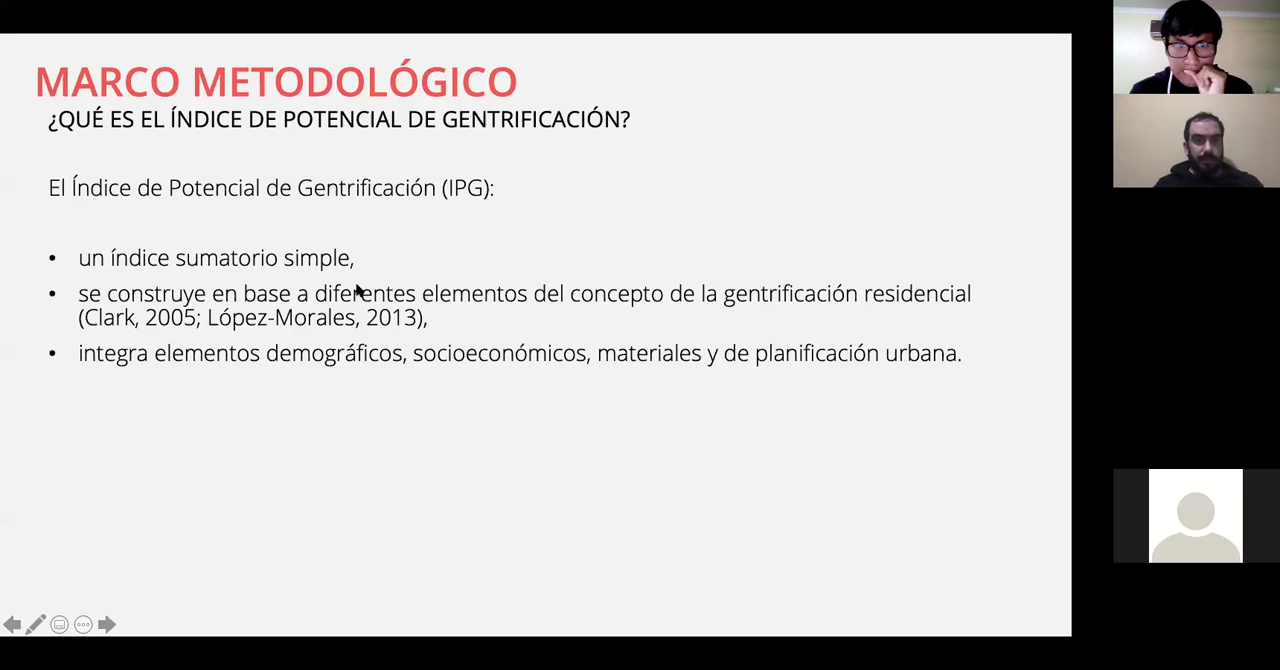 MARCO METODOLÓGICO
¿QUÉ ES EL ÍNDICE DE POTENCIAL DE GENTRIFICACIÓN?
El Índice de Potencial de Gentrificación (IPG):
• un índice sumatorio simple,
• se construye en base a diferentes elementos del concepto de la gentrificación residencial
(Clark, 2005; López-Morales, 2013),
• integra elementos demográficos, socioeconómicos, materiales y de planificación urbana.